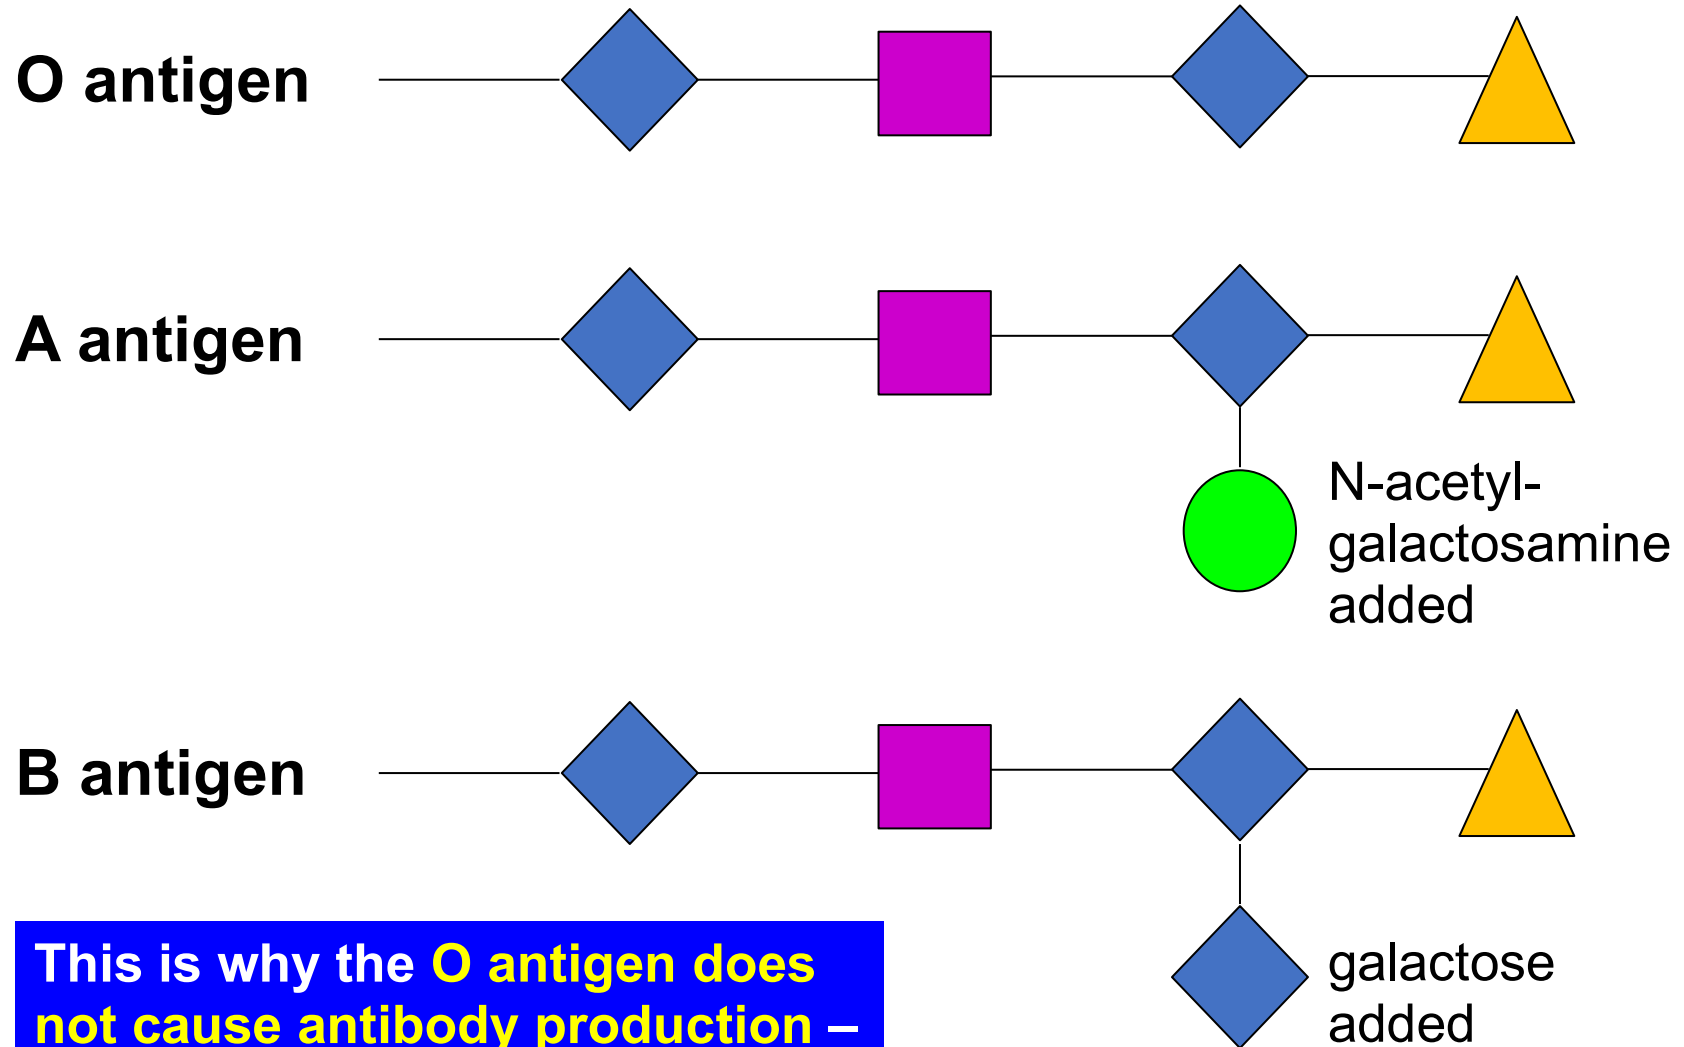 O antigen
A antigen
N-acetyl-
galactosamine
added
B antigen
This is why the O antigen does
not cause antibody production –
galactose
added